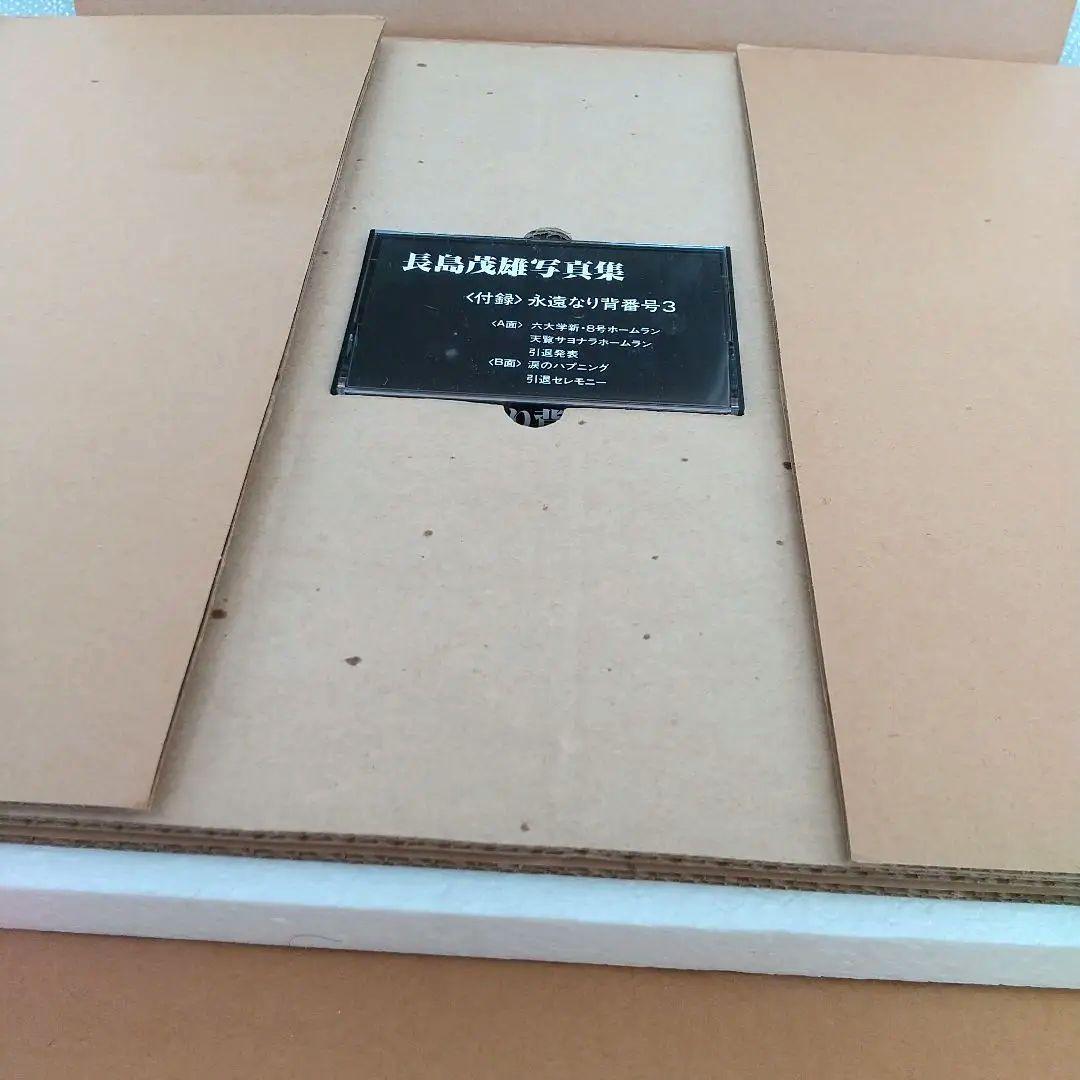 長島茂雄写真集
〈付録〉永遠なり背番号3
〈A面〉 六大学新・8号ホームラン
天覧サヨナラホームラン
引退発表
〈B面〉 涙のハプニング
引退セレモニー